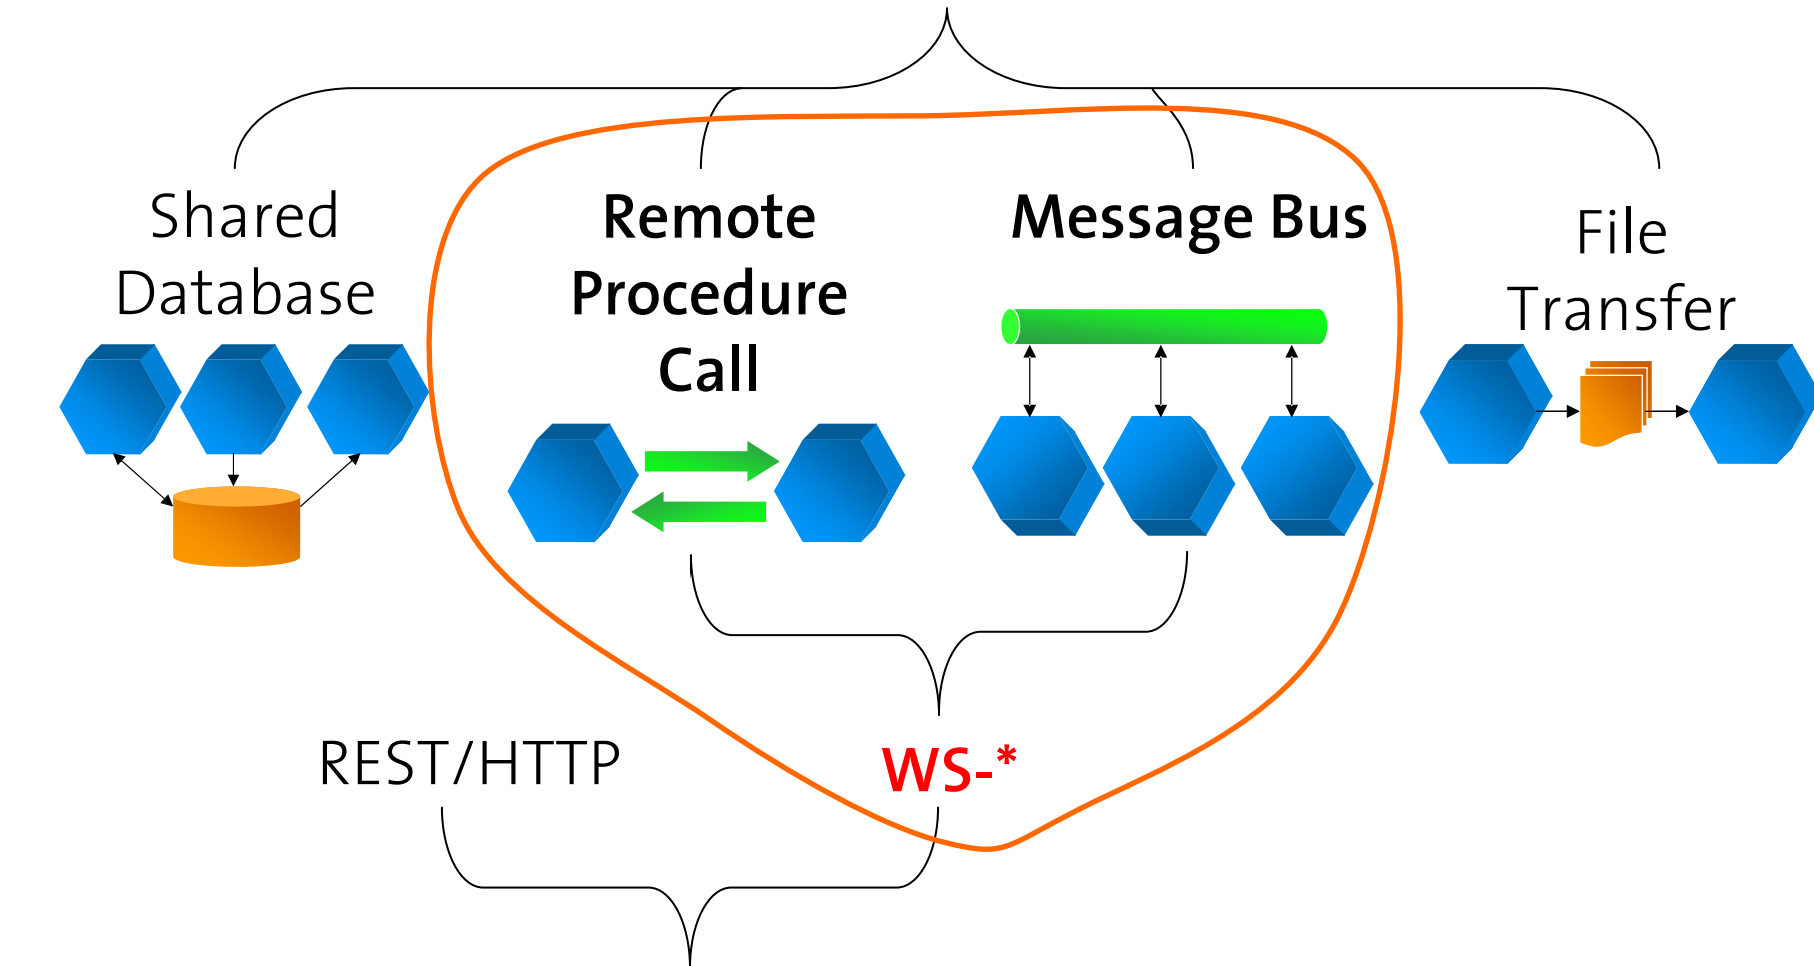 Shared
Database
Remote
Procedure
Call
Message Bus
File
Transfer
REST/HTTP
WS-*